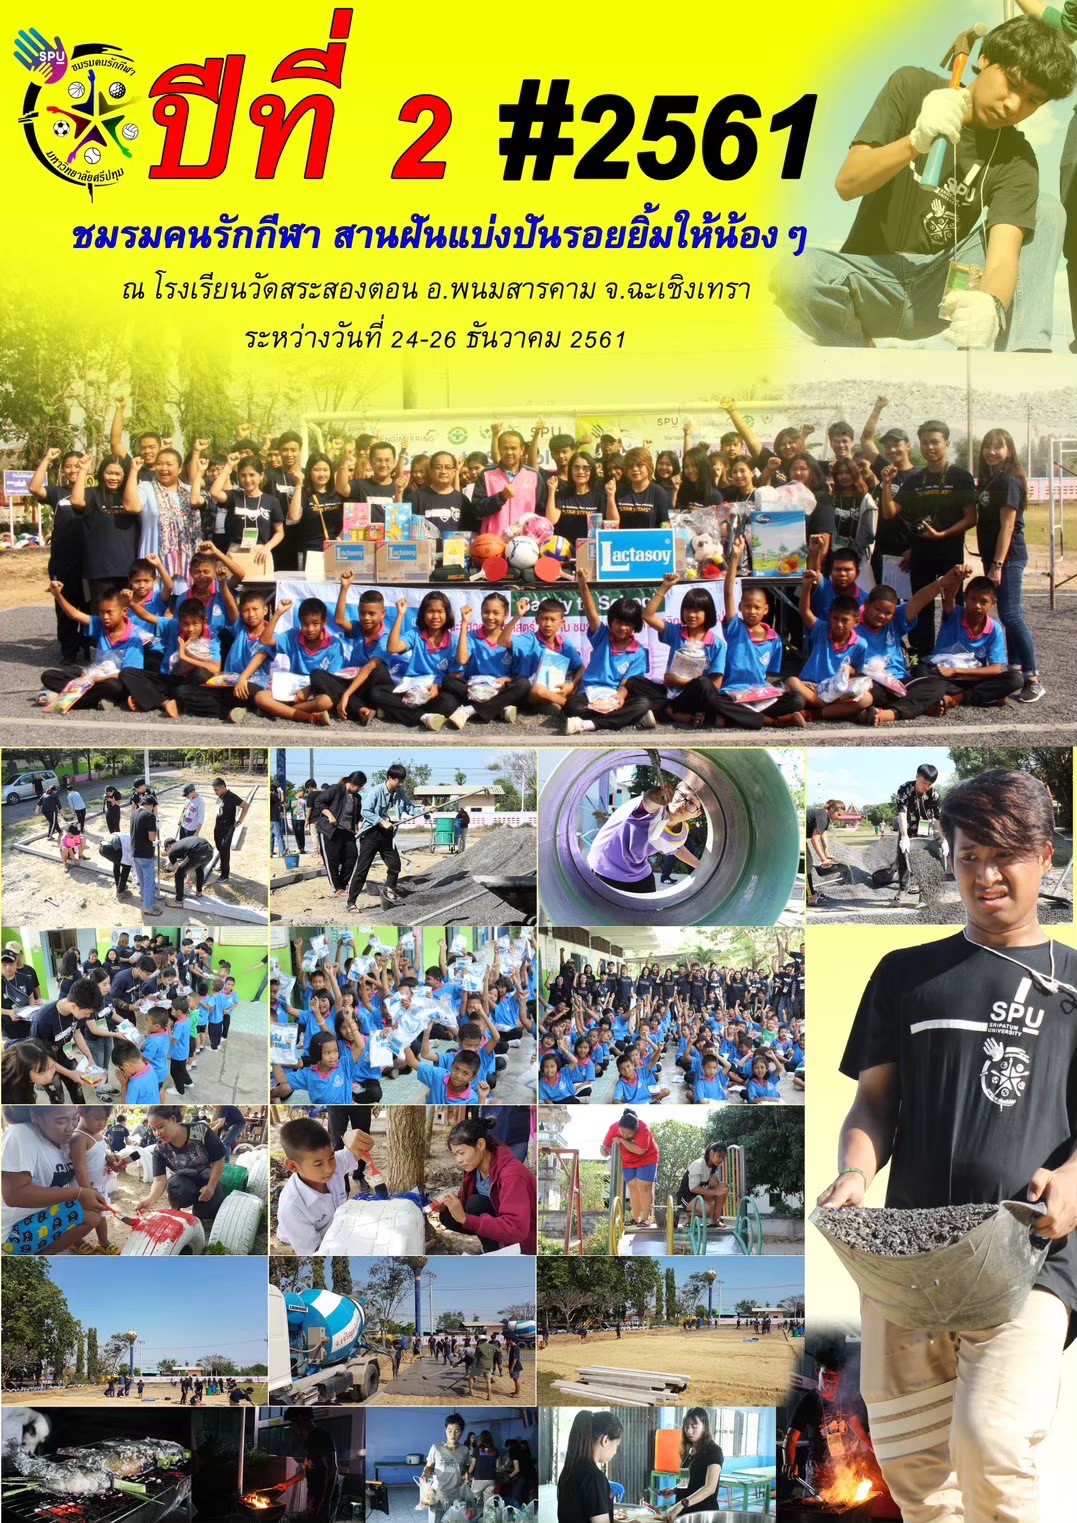 SPU
ชมรมคนรักกีฬา
มหาวิทยาลัยศรีปทุม
ปีที่ 2 #2561
ชมรมคนรักกีฬา สานฝันแบ่งปันรอยยิ้มให้น้อง ๆ
ณ โรงเรียนวัดสระสองตอน อ.พนมสารคาม จ.ฉะเชิงเทรา
ระหว่างวันที่ 24-26 ธันวาคม 2561
SPU
ENGINEERING
SPU
SPU
Lactasoy
Lactasoy
Lactasoy
SPU
SRIPATUM
UNIVERSITY